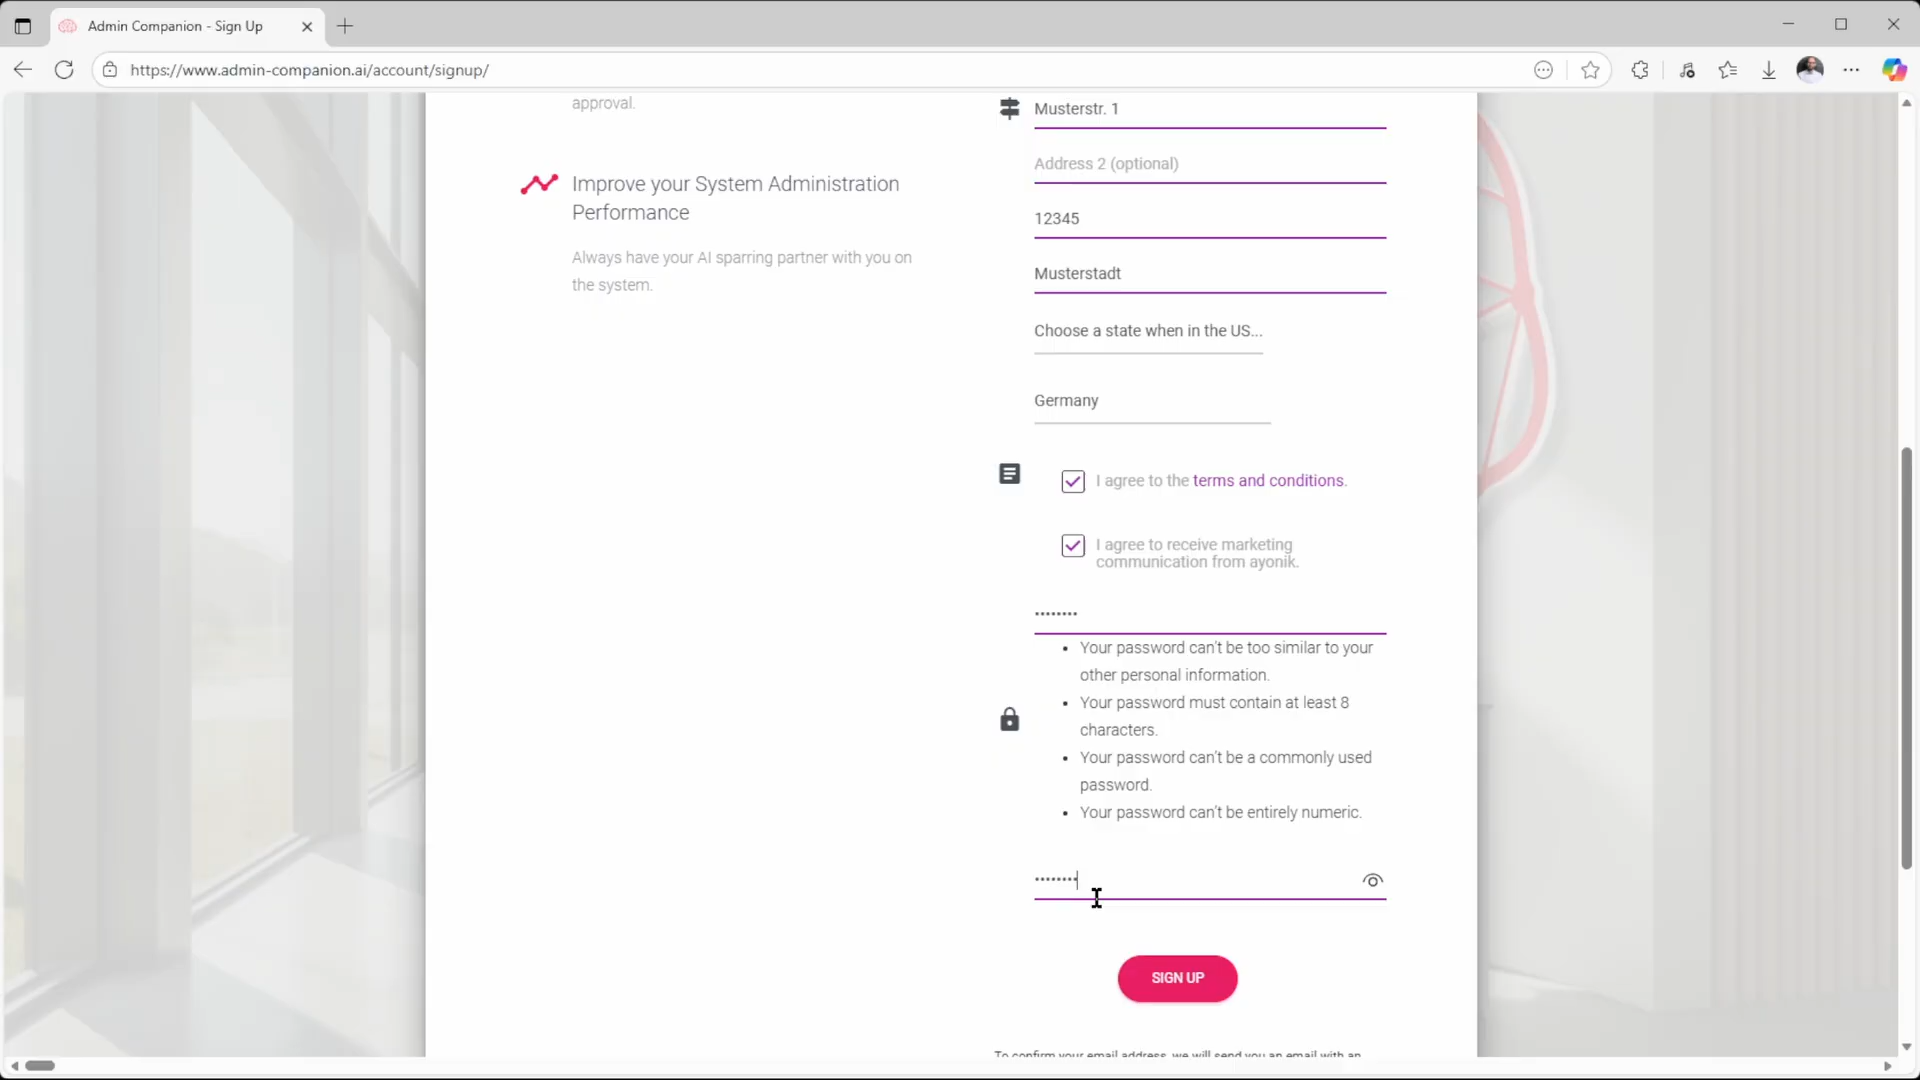 Admin Companion - Sign Up
https://www.admin-companion.ai/account/signup/
approval.
Improve your System Administration
Performance
Always have your AI sparring partner with you on
the system.
Musterstr. 1
Address 2 (optional)
12345
Musterstadt
Choose a state when in the US...
Germany
I agree to the terms and conditions.
I agree to receive marketing
communication from ayonik.
••••••••
• Your password can't be too similar to your
other personal information.
• Your password must contain at least 8
characters.
• Your password can't be a commonly used
password.
• Your password can't be entirely numeric.
••••••••
SIGN UP
To confirm your email address, we will send you an email with an